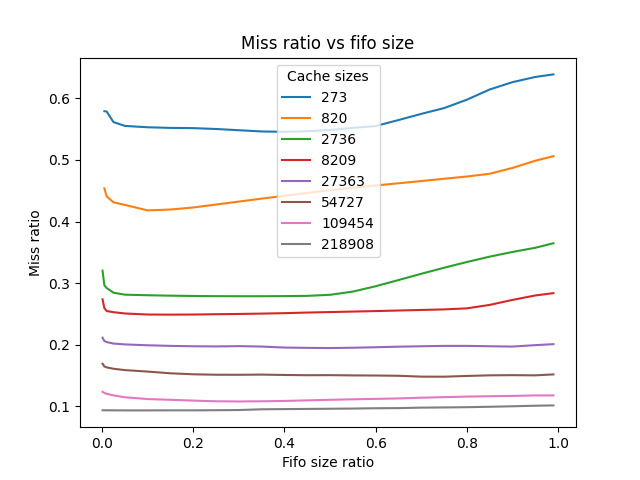 Miss ratio vs fifo size
Cache sizes
273
820
2736
8209
27363
54727
109454
218908
Miss ratio
0.6
0.5
0.4
0.3
0.2
0.1
0.0 0.2 0.4 0.6 0.8 1.0
Fifo size ratio